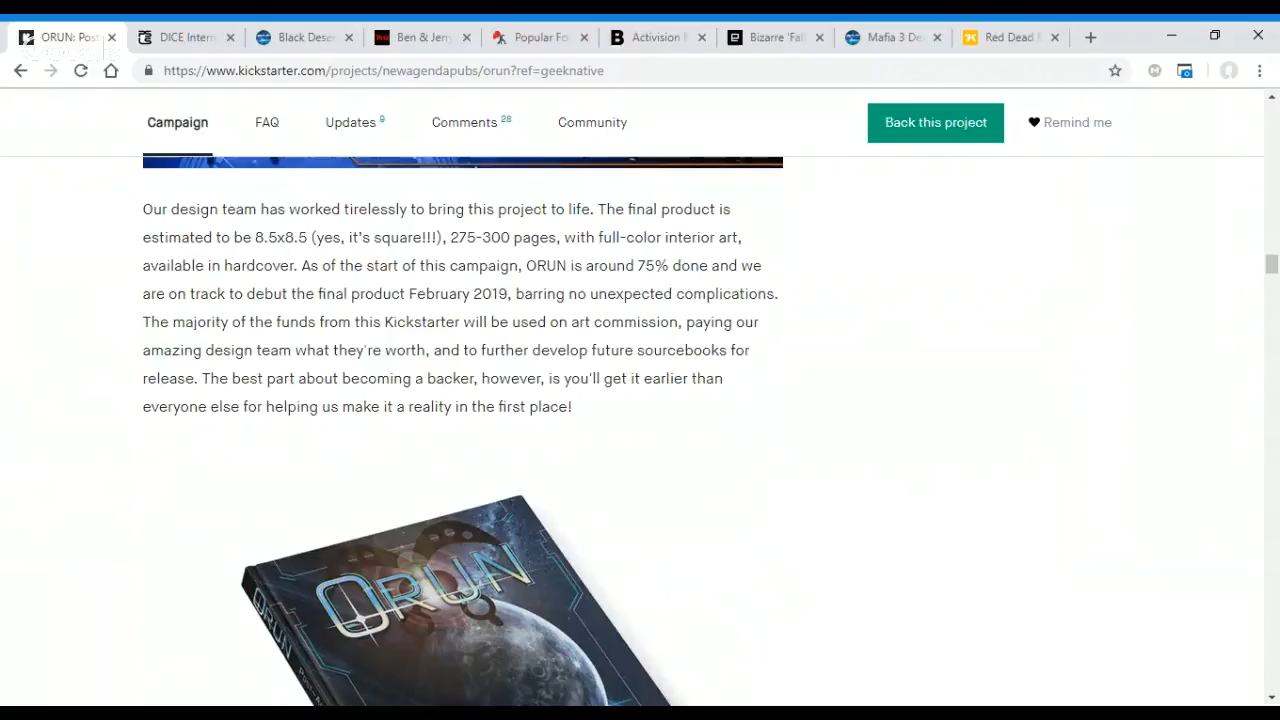 ORUN: Post
DICE Intern
Black Deser
Ben & Jerry
Popular Fo
Activision
Bizarre 'Fal
Mafia 3 De
Red Dead
https://www.kickstarter.com/projects/newagendapubs/orun?ref=geeknative
Campaign FAQ Updates 9 Comments 28 Community Back this project Remind me
Our design team has worked tirelessly to bring this project to life. The final product is
estimated to be 8.5x8.5 (yes, it's square!!!), 275-300 pages, with full-color interior art,
available in hardcover. As of the start of this campaign, ORUN is around 75% done and we
are on track to debut the final product February 2019, barring no unexpected complications.
The majority of the funds from this Kickstarter will be used on art commission, paying our
amazing design team what they're worth, and to further develop future sourcebooks for
release. The best part about becoming a backer, however, is you'll get it earlier than
everyone else for helping us make it a reality in the first place!
ORUN
ORUN